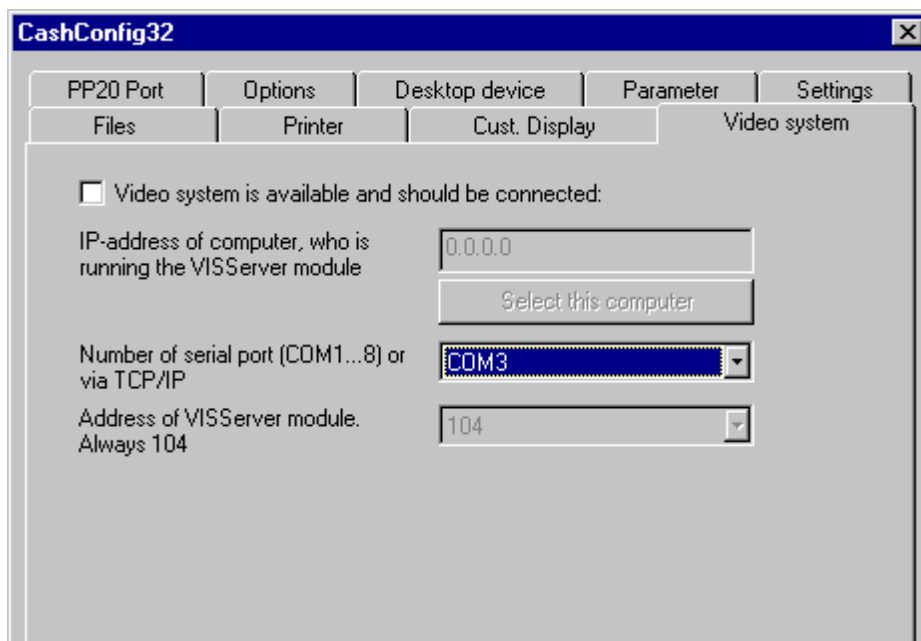 CashConfig32
PP20 Port Options Desktop device Parameter Settings
Files Printer Cust. Display Video system
Video system is available and should be connected:
IP-address of computer, who is
running the VISServer module
0.0.0.0
Select this computer
Number of serial port (COM1...8) or
via TCP/IP
COM3
Address of VISServer module.
Always 104
104